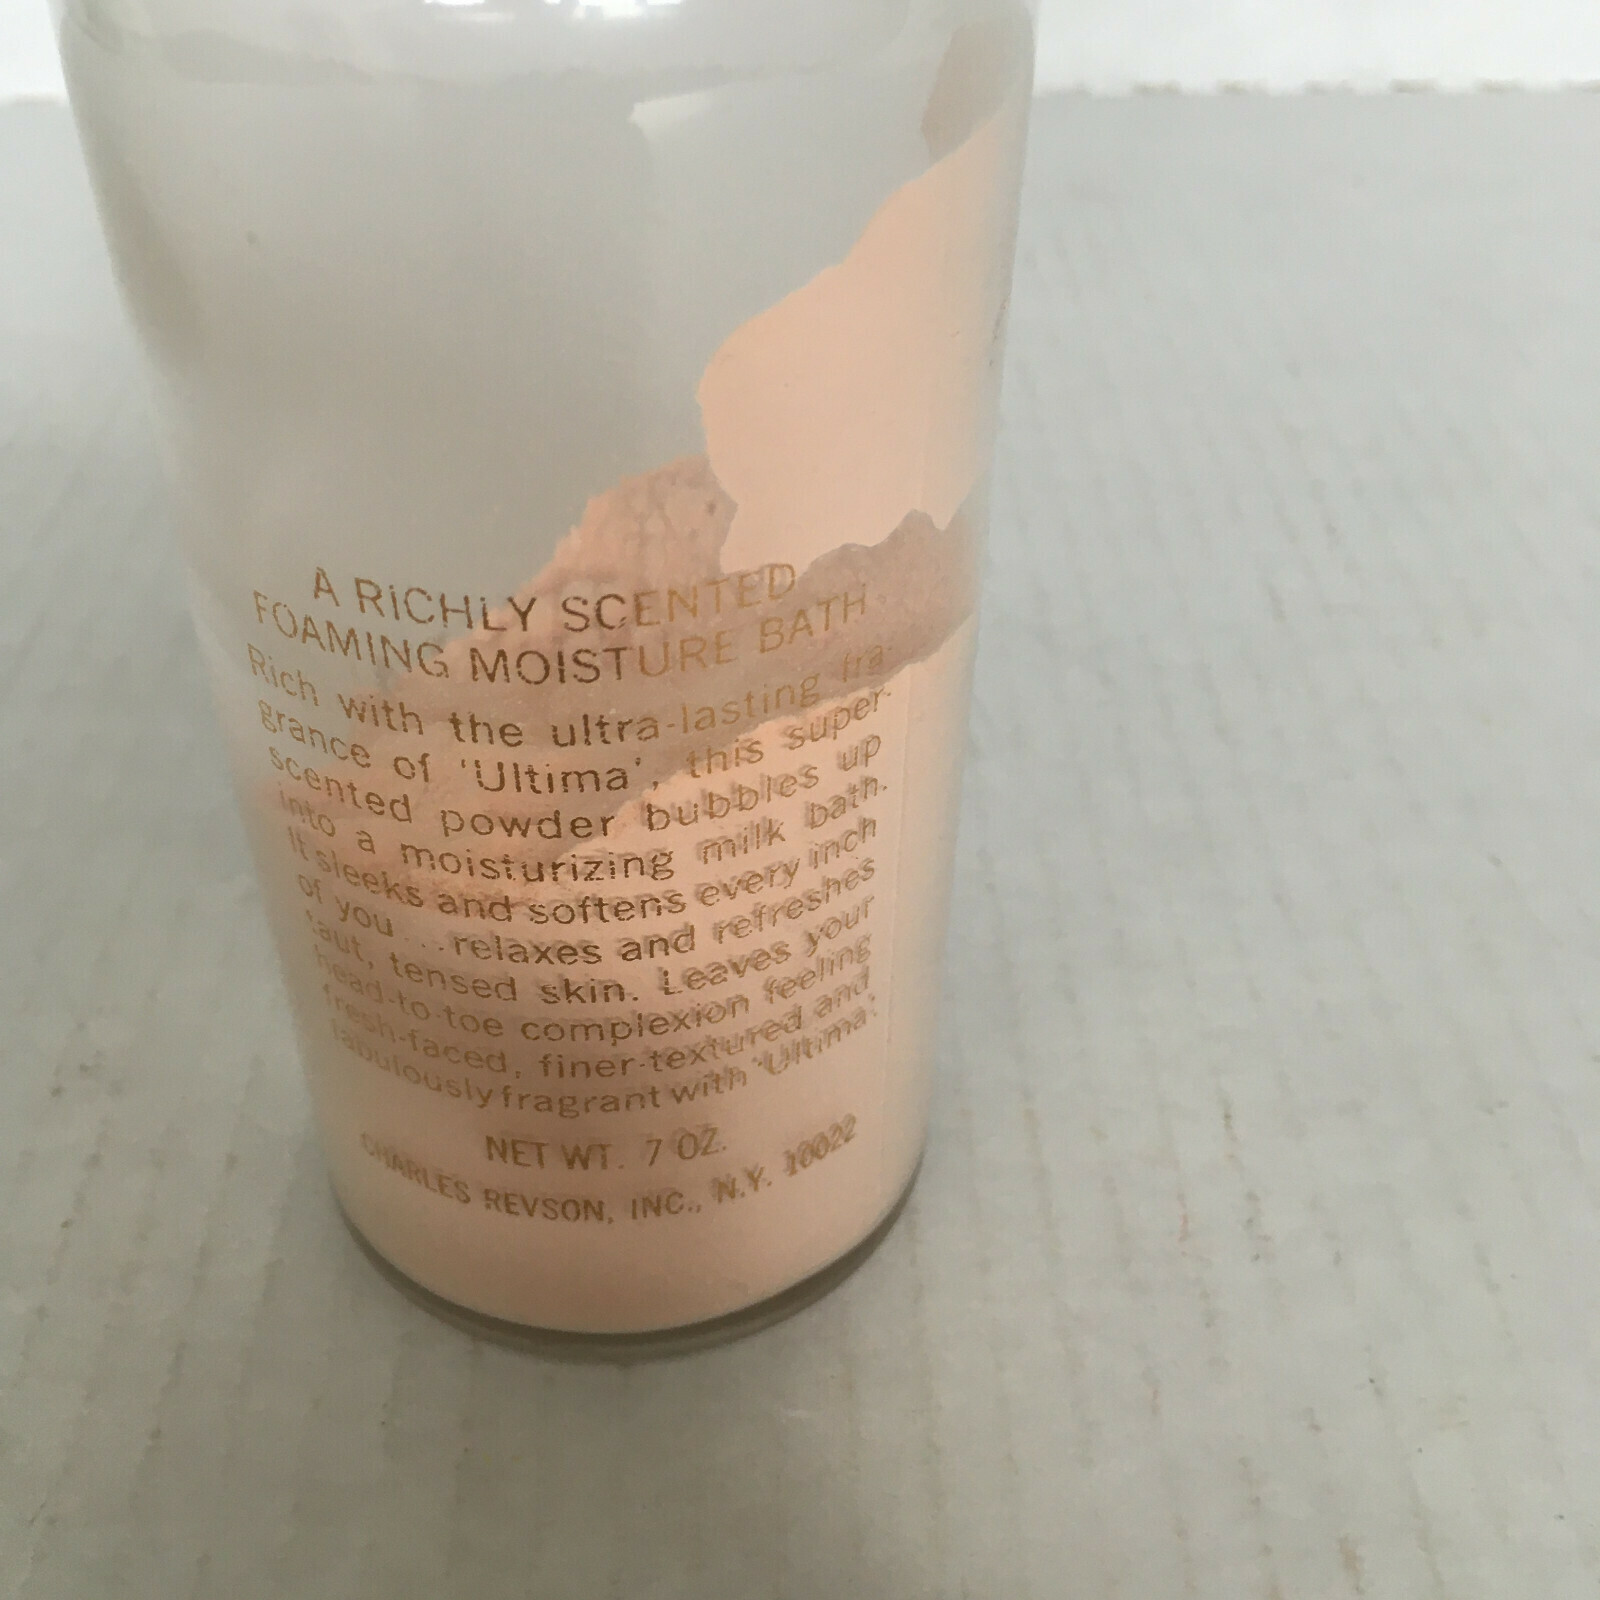 A RICHLY SCENTED
FOAMING MOISTURE BATH
Rich with the ultra-lasting fra-
grance of 'Ultima', this super-
scented powder bubbles up
into a moisturizing milk bath.
It sleeks and softens every inch
of you...relaxes and refreshes
taut, tensed skin. Leaves your
head-to-toe complexion feeling
fresh-faced, finer-textured and
fabulously fragrant with 'Ultima'.
NET WT. 7 OZ.
CHARLES REVSON, INC., N.Y. 10022